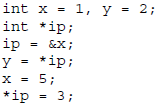 int x = 1, y = 2;
int *ip;
ip = &x;
y = *ip;
x = 5;
*ip = 3;